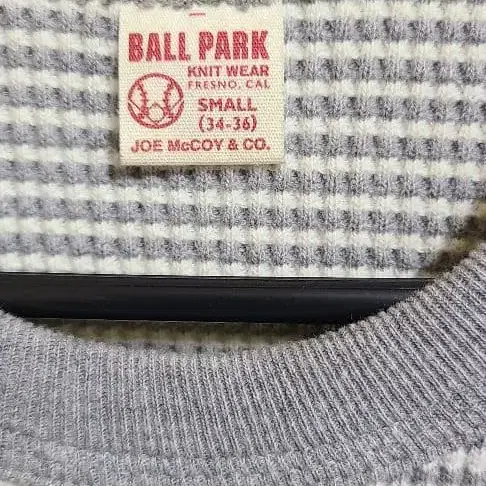 BALL PARK
KNIT WEAR
FRESNO, CAL
SMALL
(34-36)
JOE McCOY & CO.